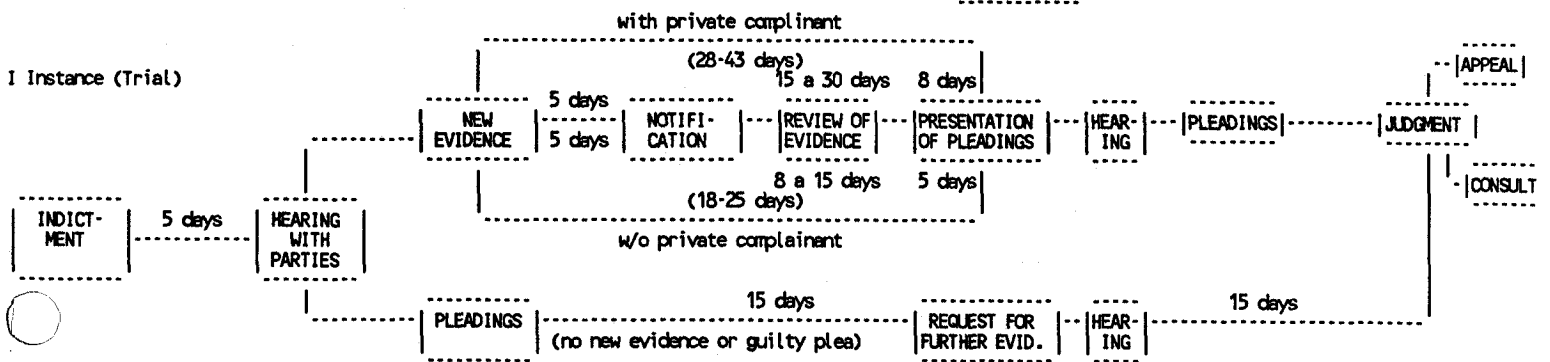 with private complinant
(28-43 days)
I Instance (Trial)
15 a 30 days 8 days
APPEAL
5 days
NEW EVIDENCE
5 days
NOTIFI-CATION
REVIEW OF EVIDENCE
PRESENTATION OF PLEADINGS
HEAR-ING
PLEADINGS
JUDGMENT
8 a 15 days 5 days
(18-25 days)
CONSULT
w/o private complainant
INDICT-
MENT
5 days
HEARING
WITH
PARTIES
PLEADINGS
15 days
(no new evidence or guilty plea)
REQUEST FOR
FURTHER EVID.
HEAR-
ING
15 days